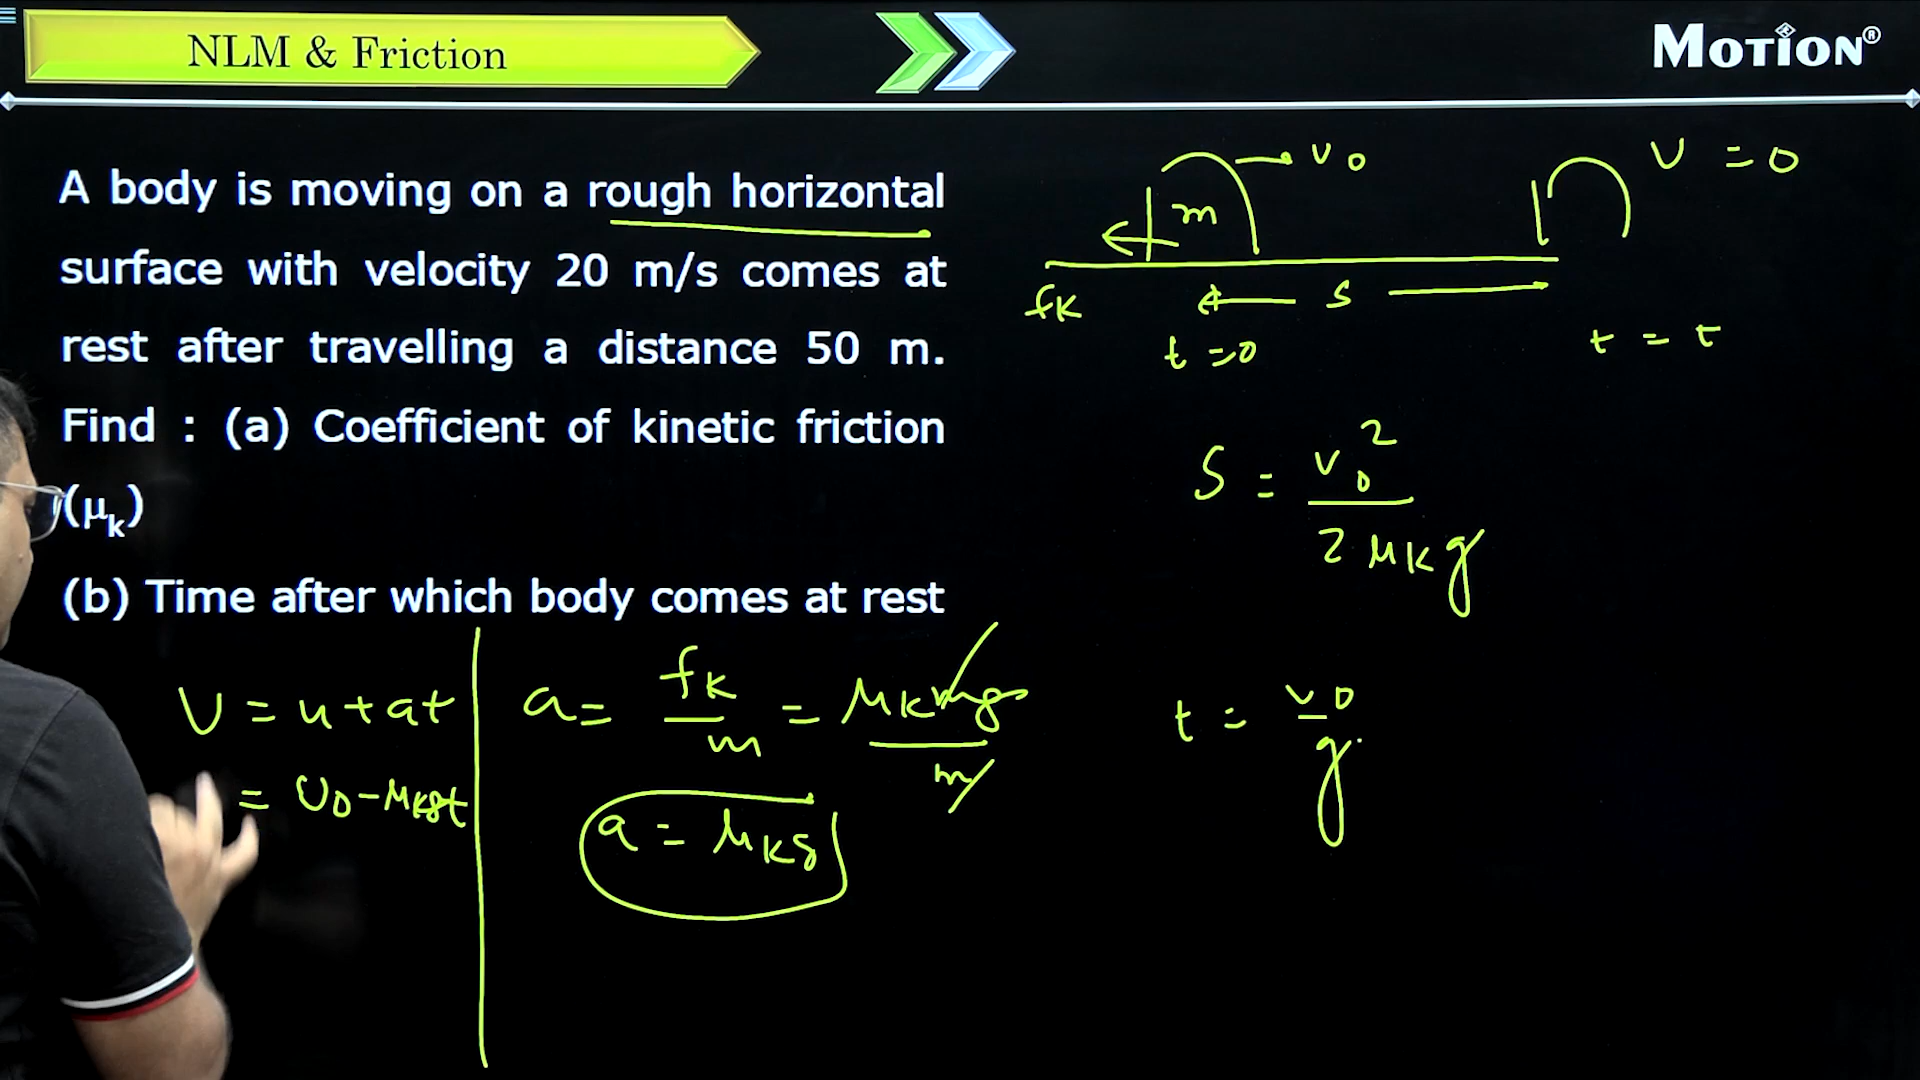 NLM & Friction
MOTION®
A body is moving on a rough horizontal
surface with velocity 20 m/s comes at
rest after travelling a distance 50 m.
Find : (a) Coefficient of kinetic friction
(μₖ)
(b) Time after which body comes at rest
v₀
m
fₖ
S
t = 0
V = 0
t = t
S = v₀² / 2μₖg
V = u + at
= v₀ - μₖgt
a = fₖ/m = μₖmg/m
a = μₖg
t = v₀/g